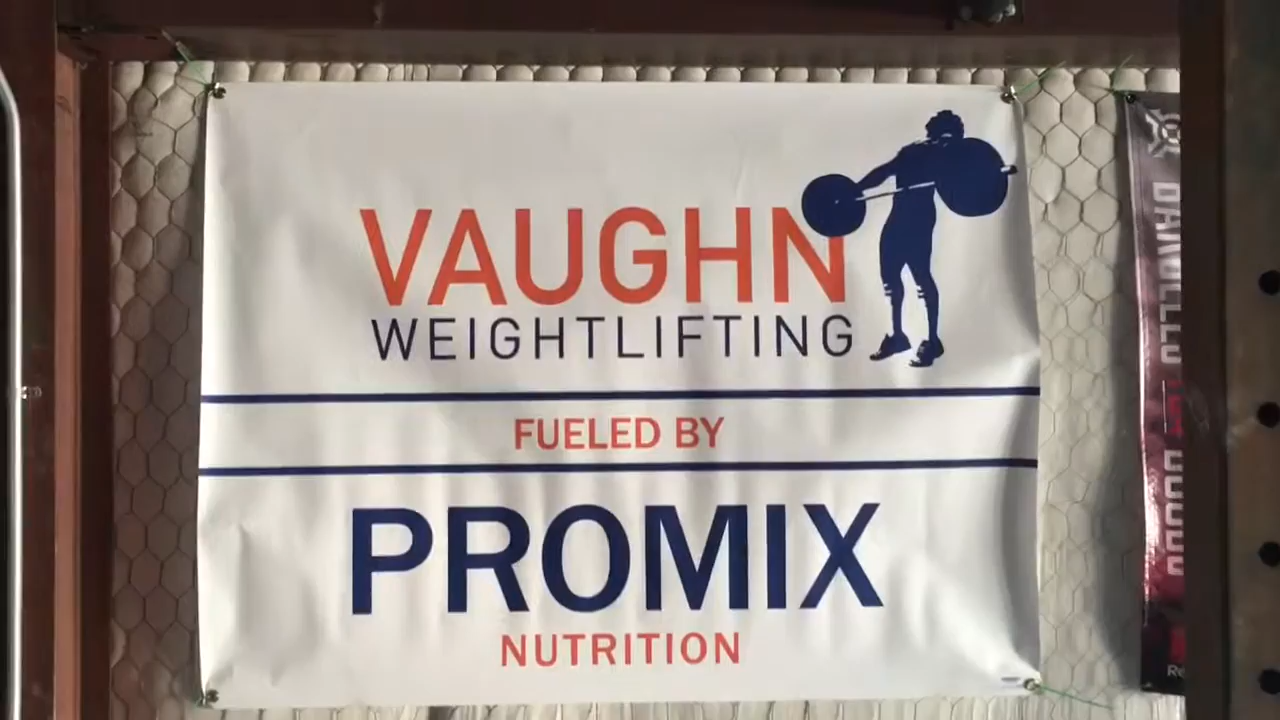 VAUGHN
WEIGHTLIFTING
FUELED BY
PROMIX
NUTRITION